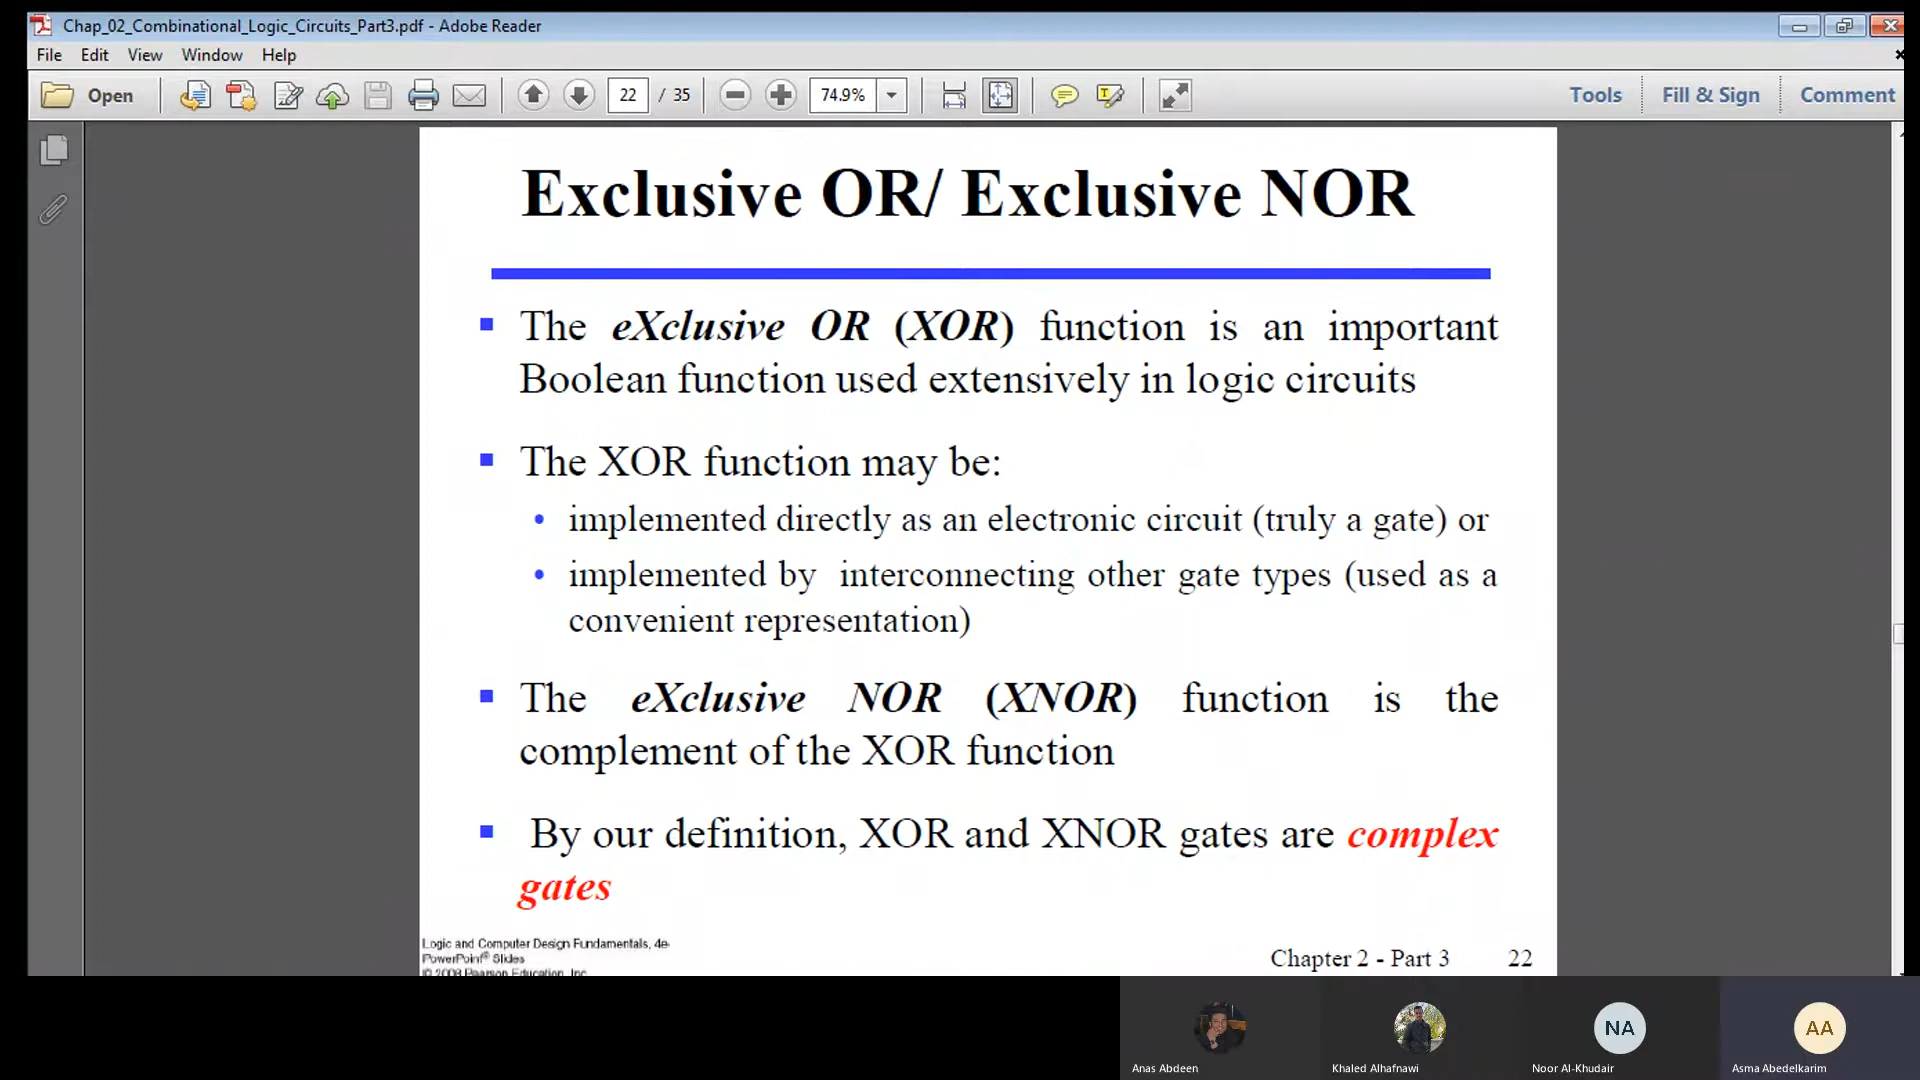 Chap_02_Combinational_Logic_Circuits_Part3.pdf - Adobe Reader
File Edit View Window Help
Open 22 / 35 74.9% Tools Fill & Sign Comment
Exclusive OR/ Exclusive NOR
The eXclusive OR (XOR) function is an important
Boolean function used extensively in logic circuits
The XOR function may be:
implemented directly as an electronic circuit (truly a gate) or
implemented by interconnecting other gate types (used as a
convenient representation)
The eXclusive NOR (XNOR) function is the
complement of the XOR function
By our definition, XOR and XNOR gates are complex
gates
Logic and Computer Design Fundamentals, 4e
PowerPoint® Slides
© 2008 Pearson Education, Inc
Chapter 2 - Part 3 22
NA AA
Anas Abdeen Khaled Alhafnawi Noor Al-Khudair Asma Abedelkarim